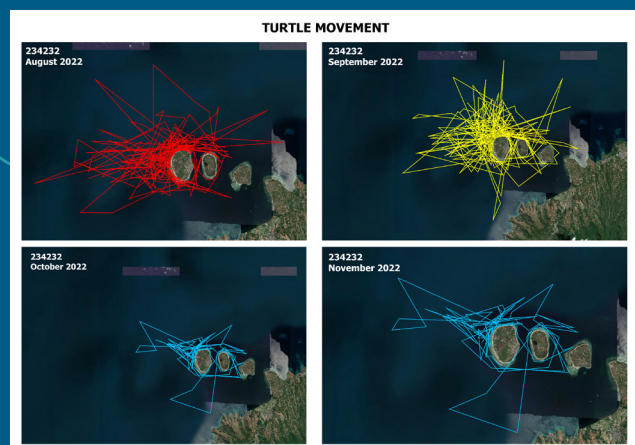 TURTLE MOVEMENT
234232
August 2022
234232
September 2022
234232
October 2022
234232
November 2022